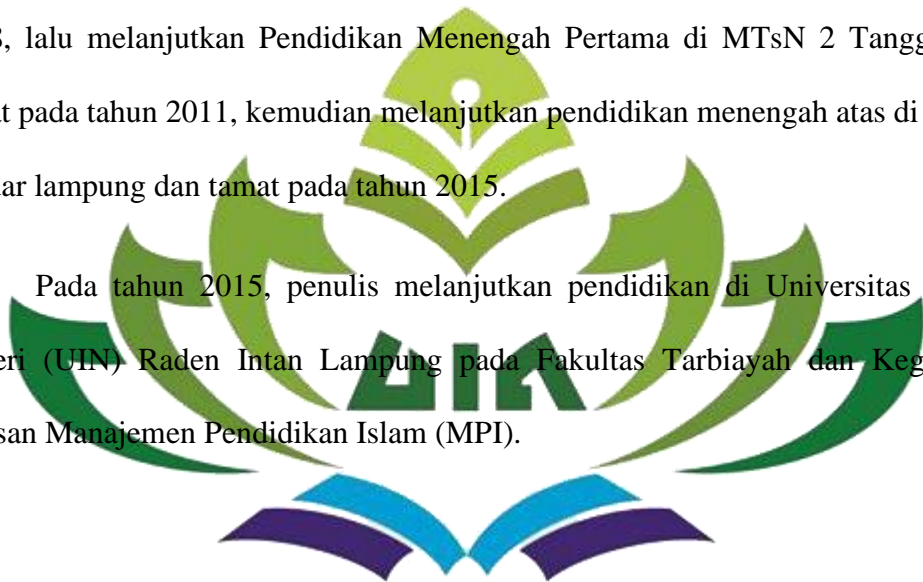 8, lalu melanjutkan Pendidikan Menengah Pertama di MTsN 2 Tangg
at pada tahun 2011, kemudian melanjutkan pendidikan menengah atas di
dar lampung dan tamat pada tahun 2015.
Pada tahun 2015, penulis melanjutkan pendidikan di Universitas
eri (UIN) Raden Intan Lampung pada Fakultas Tarbiayah dan Keg
san Manajemen Pendidikan Islam (MPI).